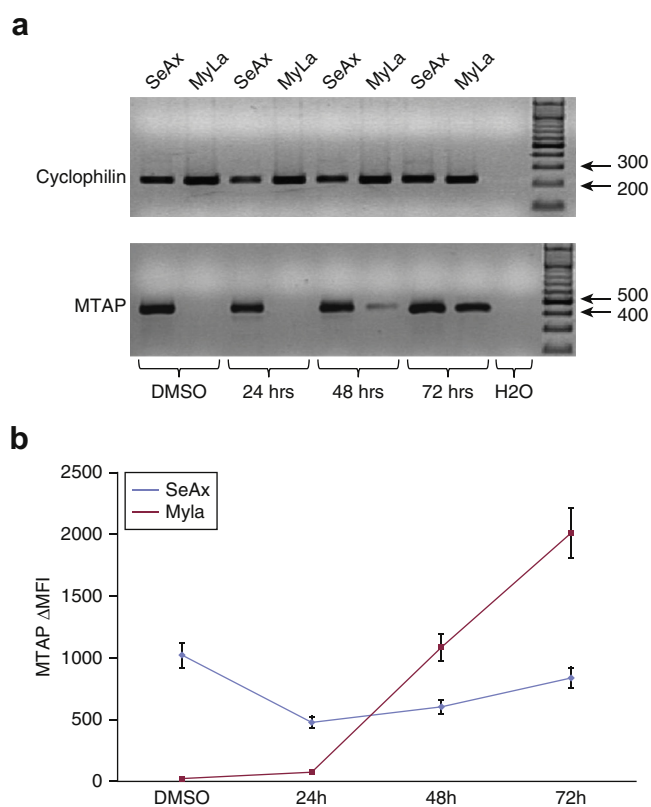 a
SeAx MyLa SeAx MyLa SeAx MyLa SeAx MyLa
Cyclophilin
300
200
MTAP
500
400
DMSO 24 hrs 48 hrs 72 hrs H2O
b
2500
2000
1500
1000
500
0
MTAP ΔMFI
SeAx
Myla
DMSO 24h 48h 72h